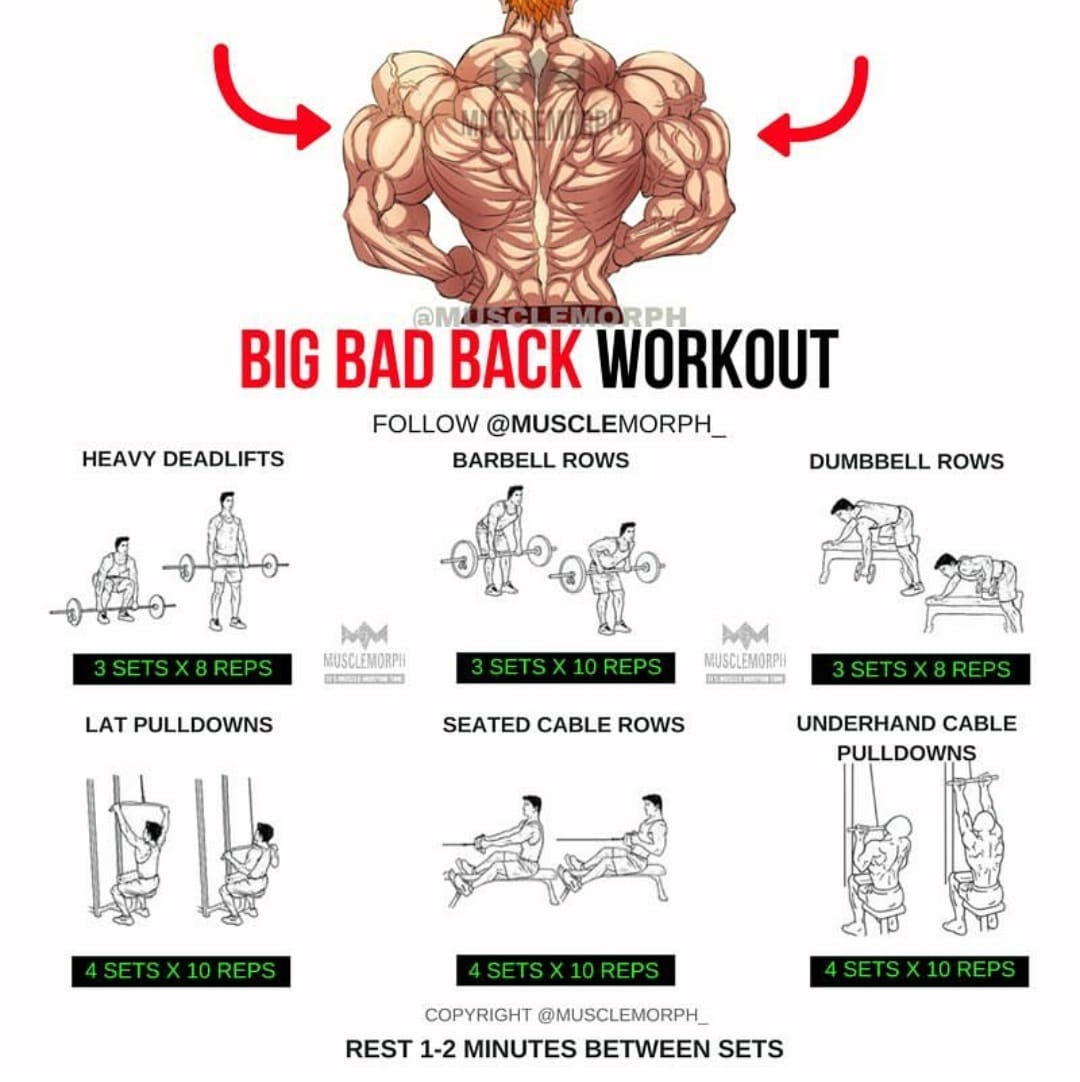 MUSCLEMORPH
@MUSCLEMORPH
BIG BAD BACK WORKOUT
FOLLOW @MUSCLEMORPH_
HEAVY DEADLIFTS
BARBELL ROWS
DUMBBELL ROWS
MUSCLEMORPH
MUSCLEMORPH
3 SETS X 8 REPS
3 SETS X 10 REPS
3 SETS X 8 REPS
LAT PULLDOWNS
SEATED CABLE ROWS
UNDERHAND CABLE
PULLDOWNS
4 SETS X 10 REPS
4 SETS X 10 REPS
4 SETS X 10 REPS
COPYRIGHT @MUSCLEMORPH_
REST 1-2 MINUTES BETWEEN SETS